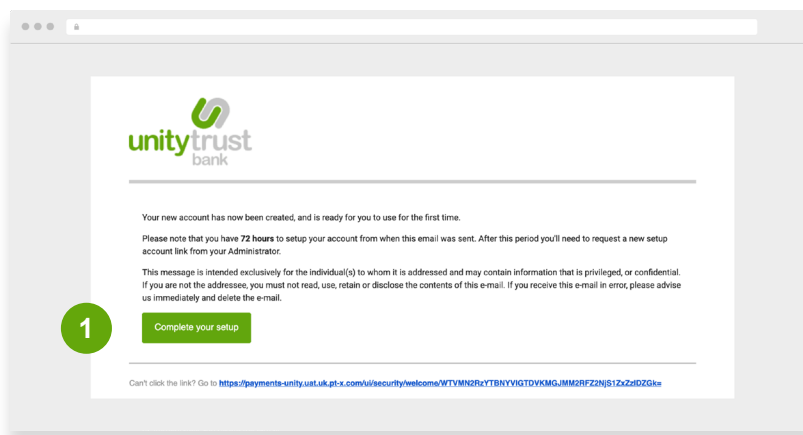 unitytrust
bank
Your new account has now been created, and is ready for you to use for the first time.
Please note that you have 72 hours to setup your account from when this email was sent. After this period you'll need to request a new setup
account link from your Administrator.
This message is intended exclusively for the individual(s) to whom it is addressed and may contain information that is privileged, or confidential.
If you are not the addressee, you must not read, use, retain or disclose the contents of this e-mail. If you receive this e-mail in error, please advise
us immediately and delete the e-mail.
1
Complete your setup
Can't click the link? Go to https://payments-unity.uat.uk.pt-x.com/ui/security/welcome/WTVMN2RzYTBNYVlGTDVKMGJMM2RFZ2NjS1ZxZzlDZGk=